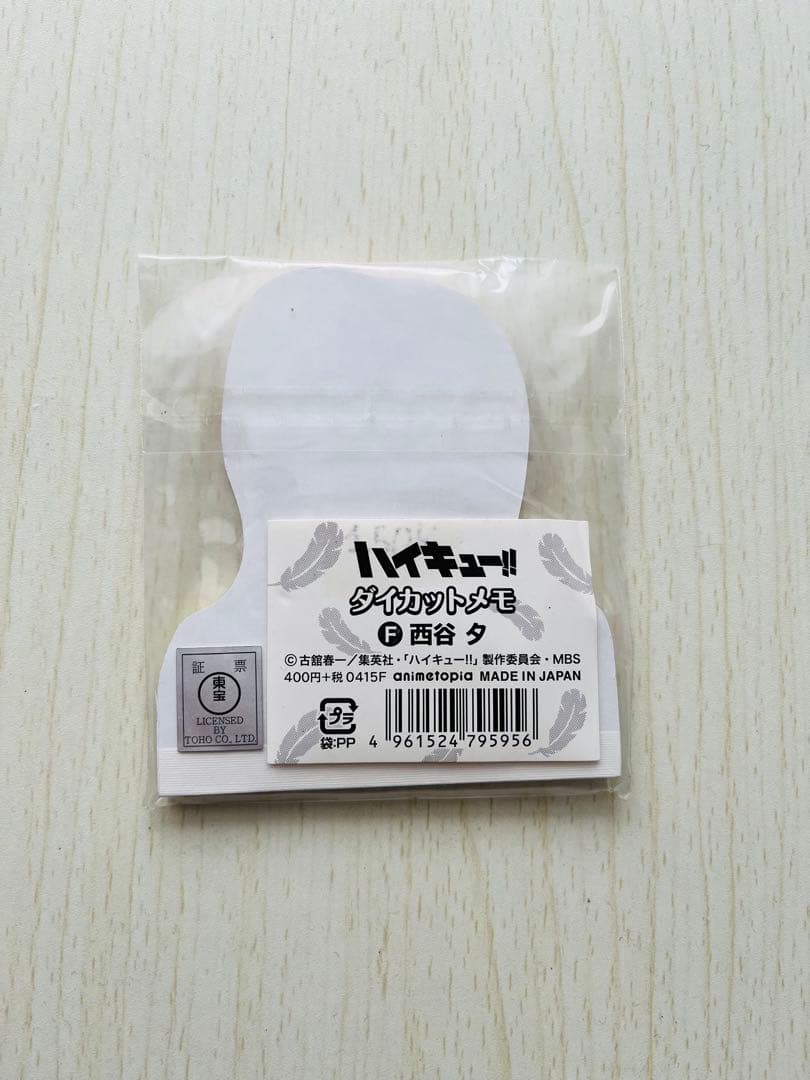 ハイキュー!!
ダイカットメモ
F 西谷 夕
©古舘春一/集英社・「ハイキュー!!」製作委員会・MBS
400円+税 0415F animetopia MADE IN JAPAN
プラ
袋:PP
4 961524 795956
証 票
東宝
LICENSED
BY
TOHO CO., LTD.